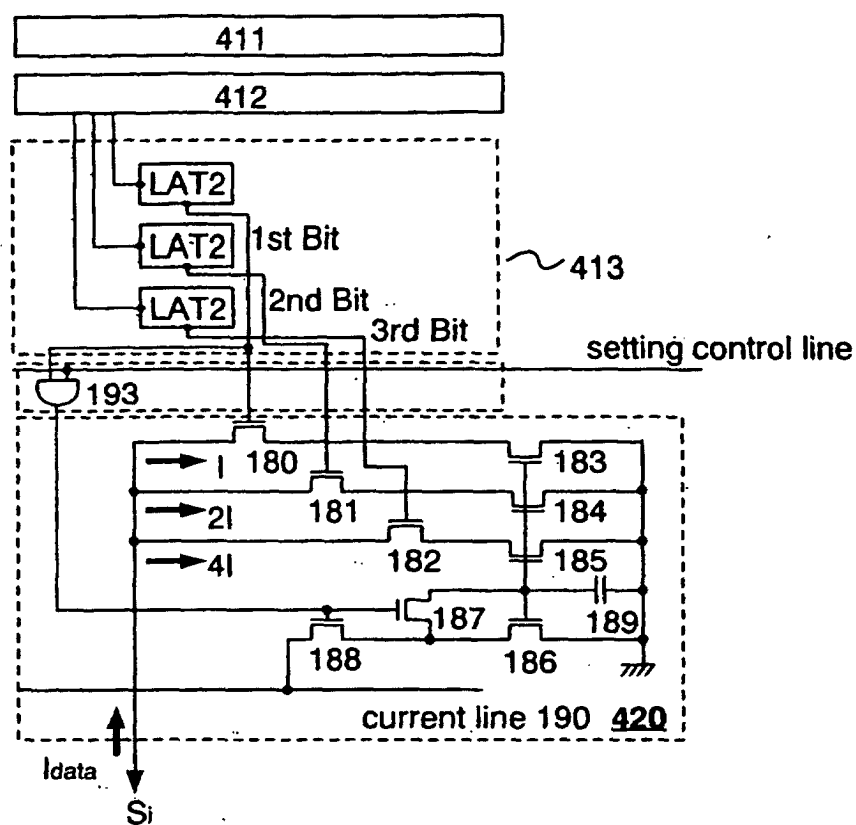 411
412
LAT2
1st Bit
LAT2
413
2nd Bit
LAT2
3rd Bit
setting control line
193
180
183
I
181
184
2I
182
185
4I
187
189
188
186
current line 190 420
Idata
Si